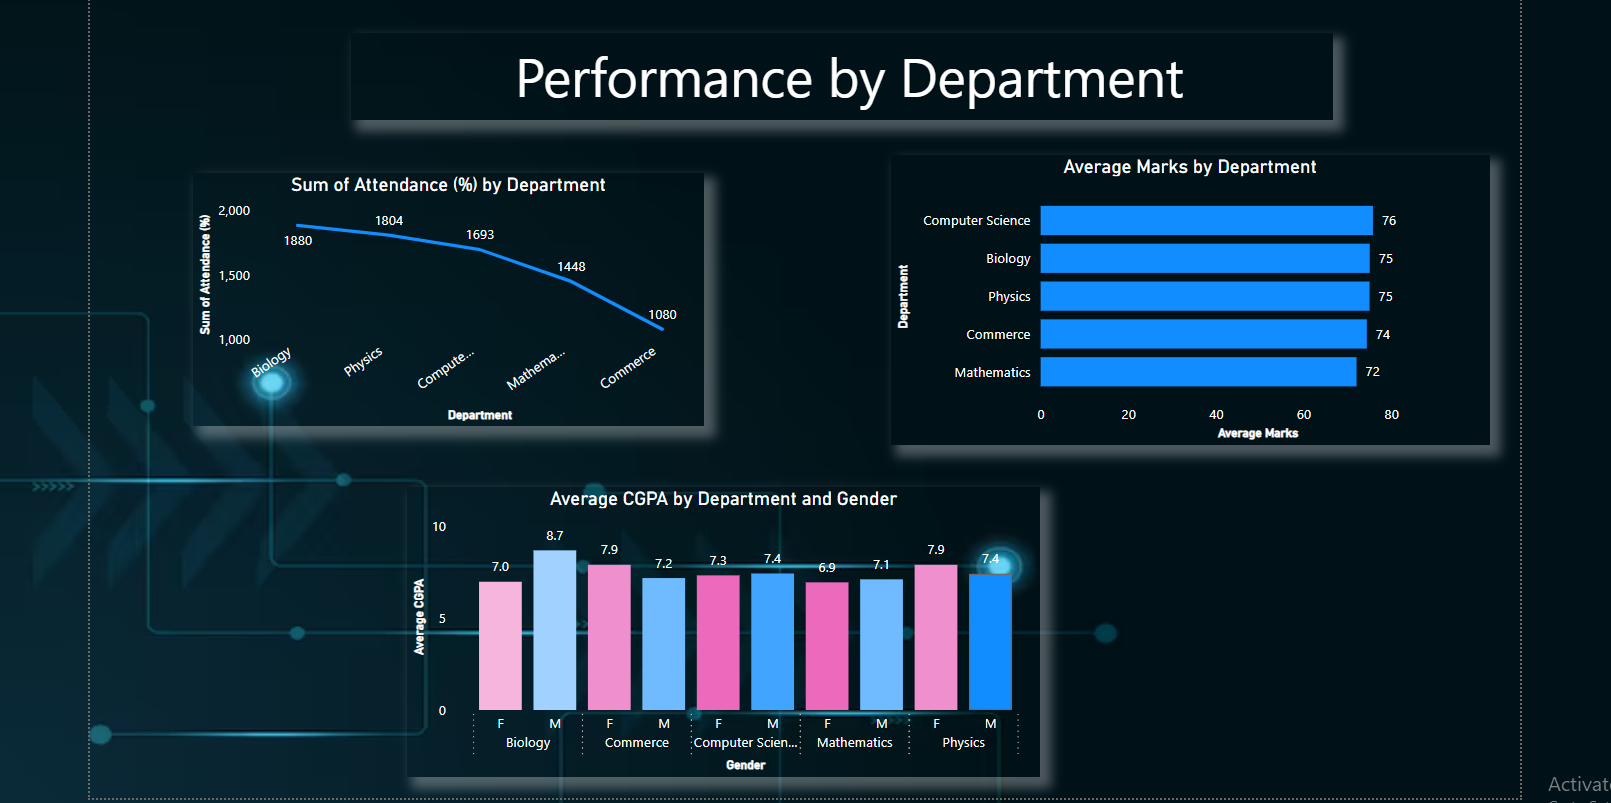 Performance by Department
Sum of Attendance (%) by Department
Sum of Attendance (%)
2,000
1,500
1,000
1880
1804
1693
1448
1080
Biology
Physics
Compute...
Mathema...
Commerce
Department
Average Marks by Department
Department
Computer Science 76
Biology 75
Physics 75
Commerce 74
Mathematics 72
0 20 40 60 80
Average Marks
Average CGPA by Department and Gender
Average CGPA
10
5
0
7.0 8.7 7.9 7.2 7.3 7.4 6.9 7.1 7.9 7.4
F M F M F M F M F M
Biology Commerce Computer Scien... Mathematics Physics
Gender
Activat